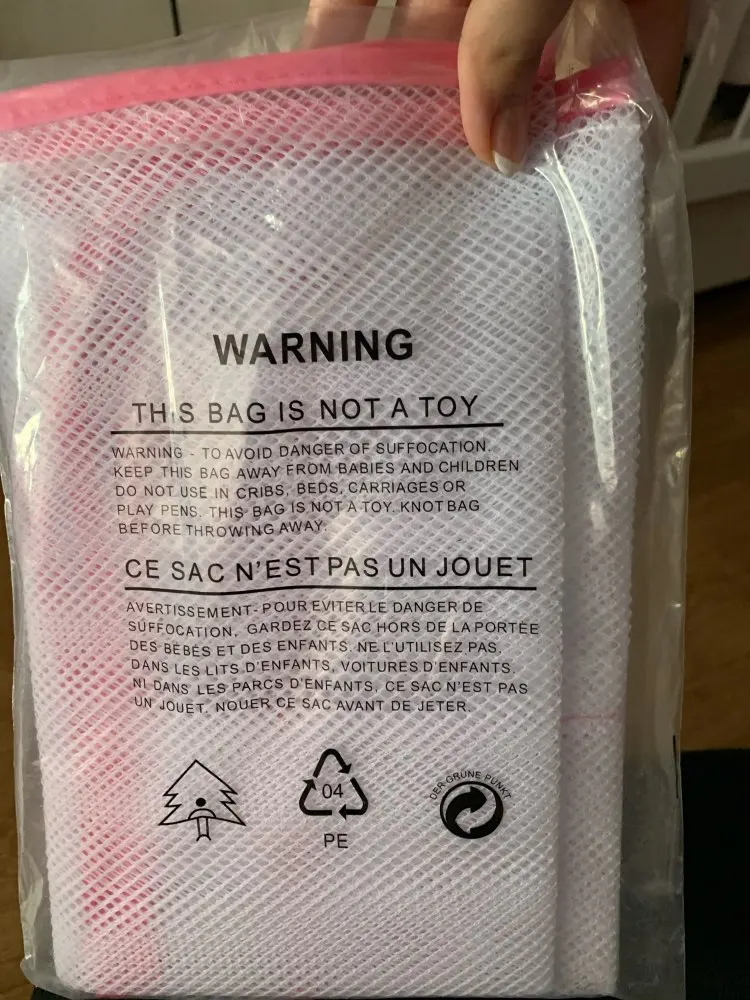 WARNING
THIS BAG IS NOT A TOY
WARNING - TO AVOID DANGER OF SUFFOCATION.
KEEP THIS BAG AWAY FROM BABIES AND CHILDREN
DO NOT USE IN CRIBS, BEDS, CARRIAGES OR
PLAY PENS. THIS BAG IS NOT A TOY. KNOT BAG
BEFORE THROWING AWAY.
CE SAC N'EST PAS UN JOUET
AVERTISSEMENT-POUR EVITER LE DANGER DE
SUFFOCATION, GARDEZ CE SAC HORS DE LA PORTÉE
DES BÉBÉS ET DES ENFANTS. NE L'UTILISEZ PAS,
DANS LES LITS D'ENFANTS, VOITURES D'ENFANTS,
NI DANS LES PARCS D'ENFANTS, CE SAC N'EST PAS
UN JOUET. NOUER CE SAC AVANT DE JETER.
04
PE
DER GRÜNE PUNKT